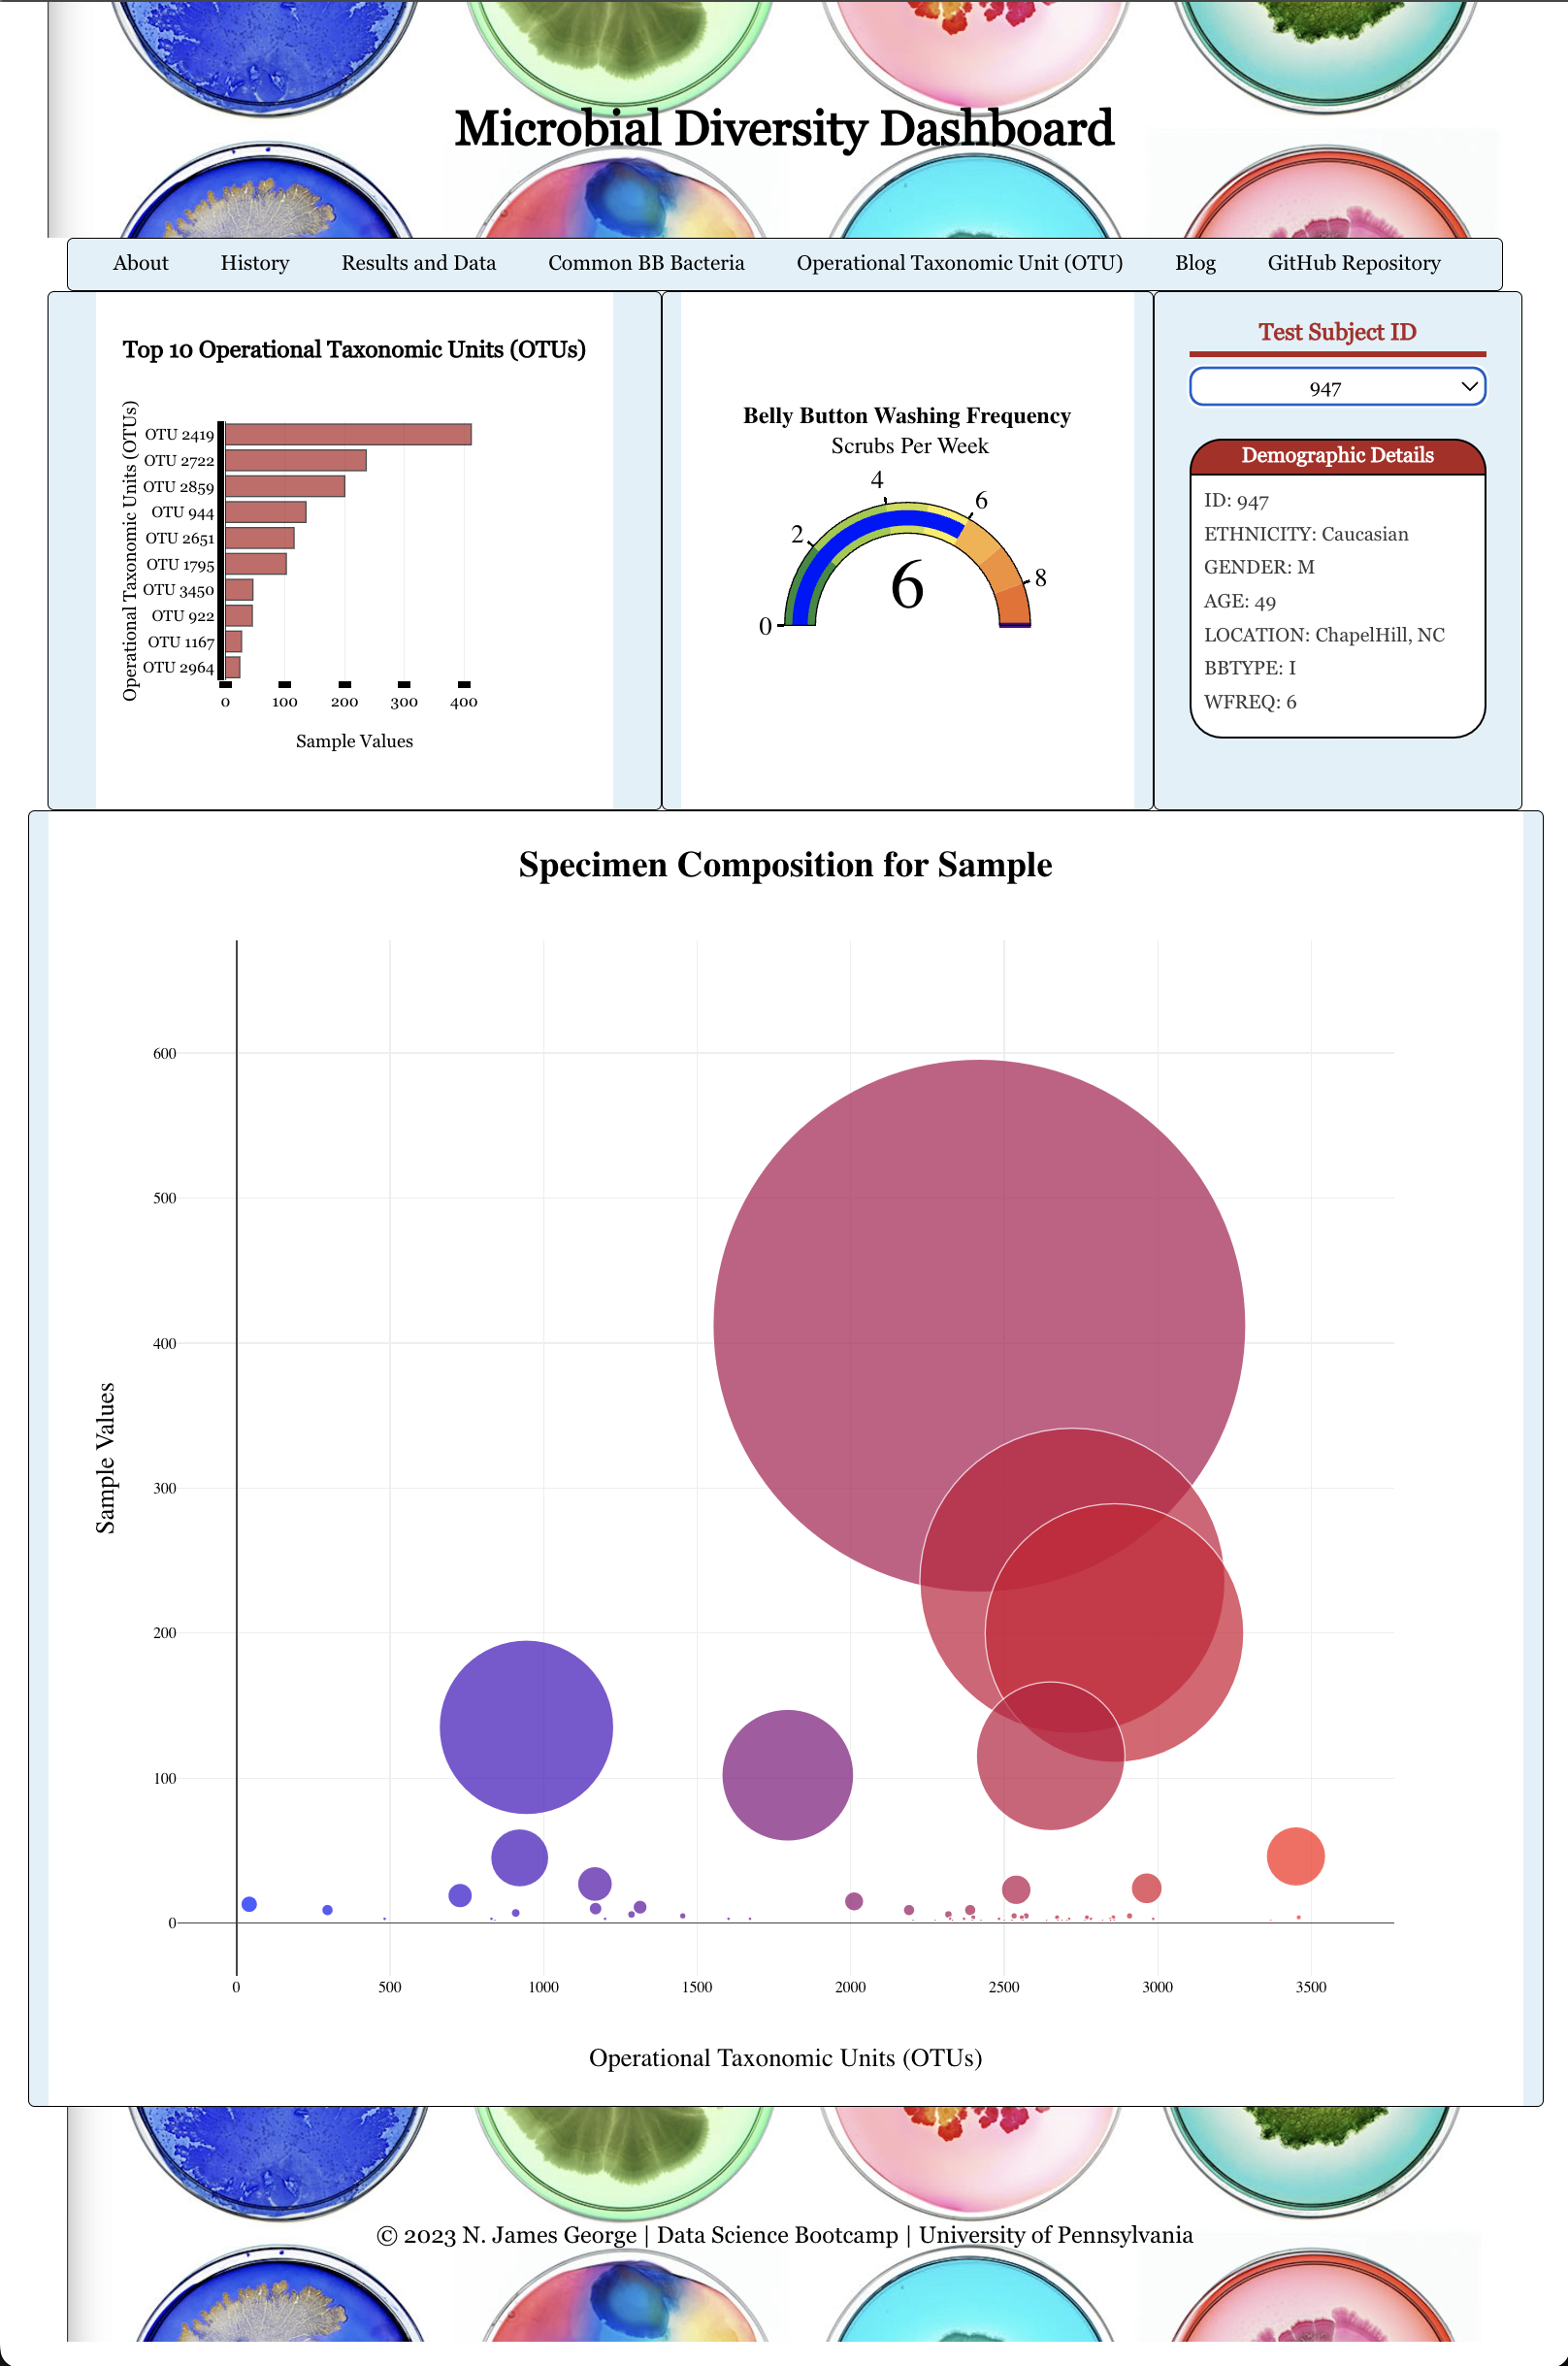 Microbial Diversity Dashboard
About History Results and Data Common BB Bacteria Operational Taxonomic Unit (OTU) Blog GitHub Repository
Top 10 Operational Taxonomic Units (OTUs)
Operational Taxonomic Units (OTUs)
OTU 2419
OTU 2722
OTU 2859
OTU 944
OTU 2651
OTU 1795
OTU 3450
OTU 922
OTU 1167
OTU 2964
0 100 200 300 400
Sample Values
Belly Button Washing Frequency
Scrubs Per Week
0
2
4
6
8
6
Test Subject ID
947
Demographic Details
ID: 947
ETHNICITY: Caucasian
GENDER: M
AGE: 49
LOCATION: ChapelHill, NC
BBTYPE: I
WFREQ: 6
Specimen Composition for Sample
Sample Values
600
500
400
300
200
100
0
0 500 1000 1500 2000 2500 3000 3500
Operational Taxonomic Units (OTUs)
© 2023 N. James George | Data Science Bootcamp | University of Pennsylvania